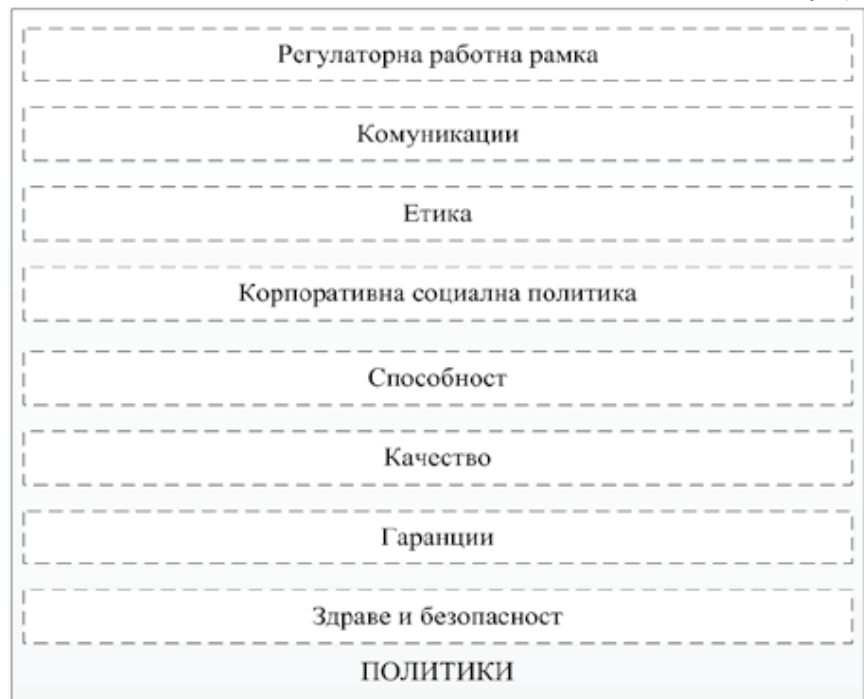 Регулаторна работна рамка
Комуникации
Етика
Корпоративна социална политика
Способност
Качество
Гаранции
Здраве и безопасност
ПОЛИТИКИ